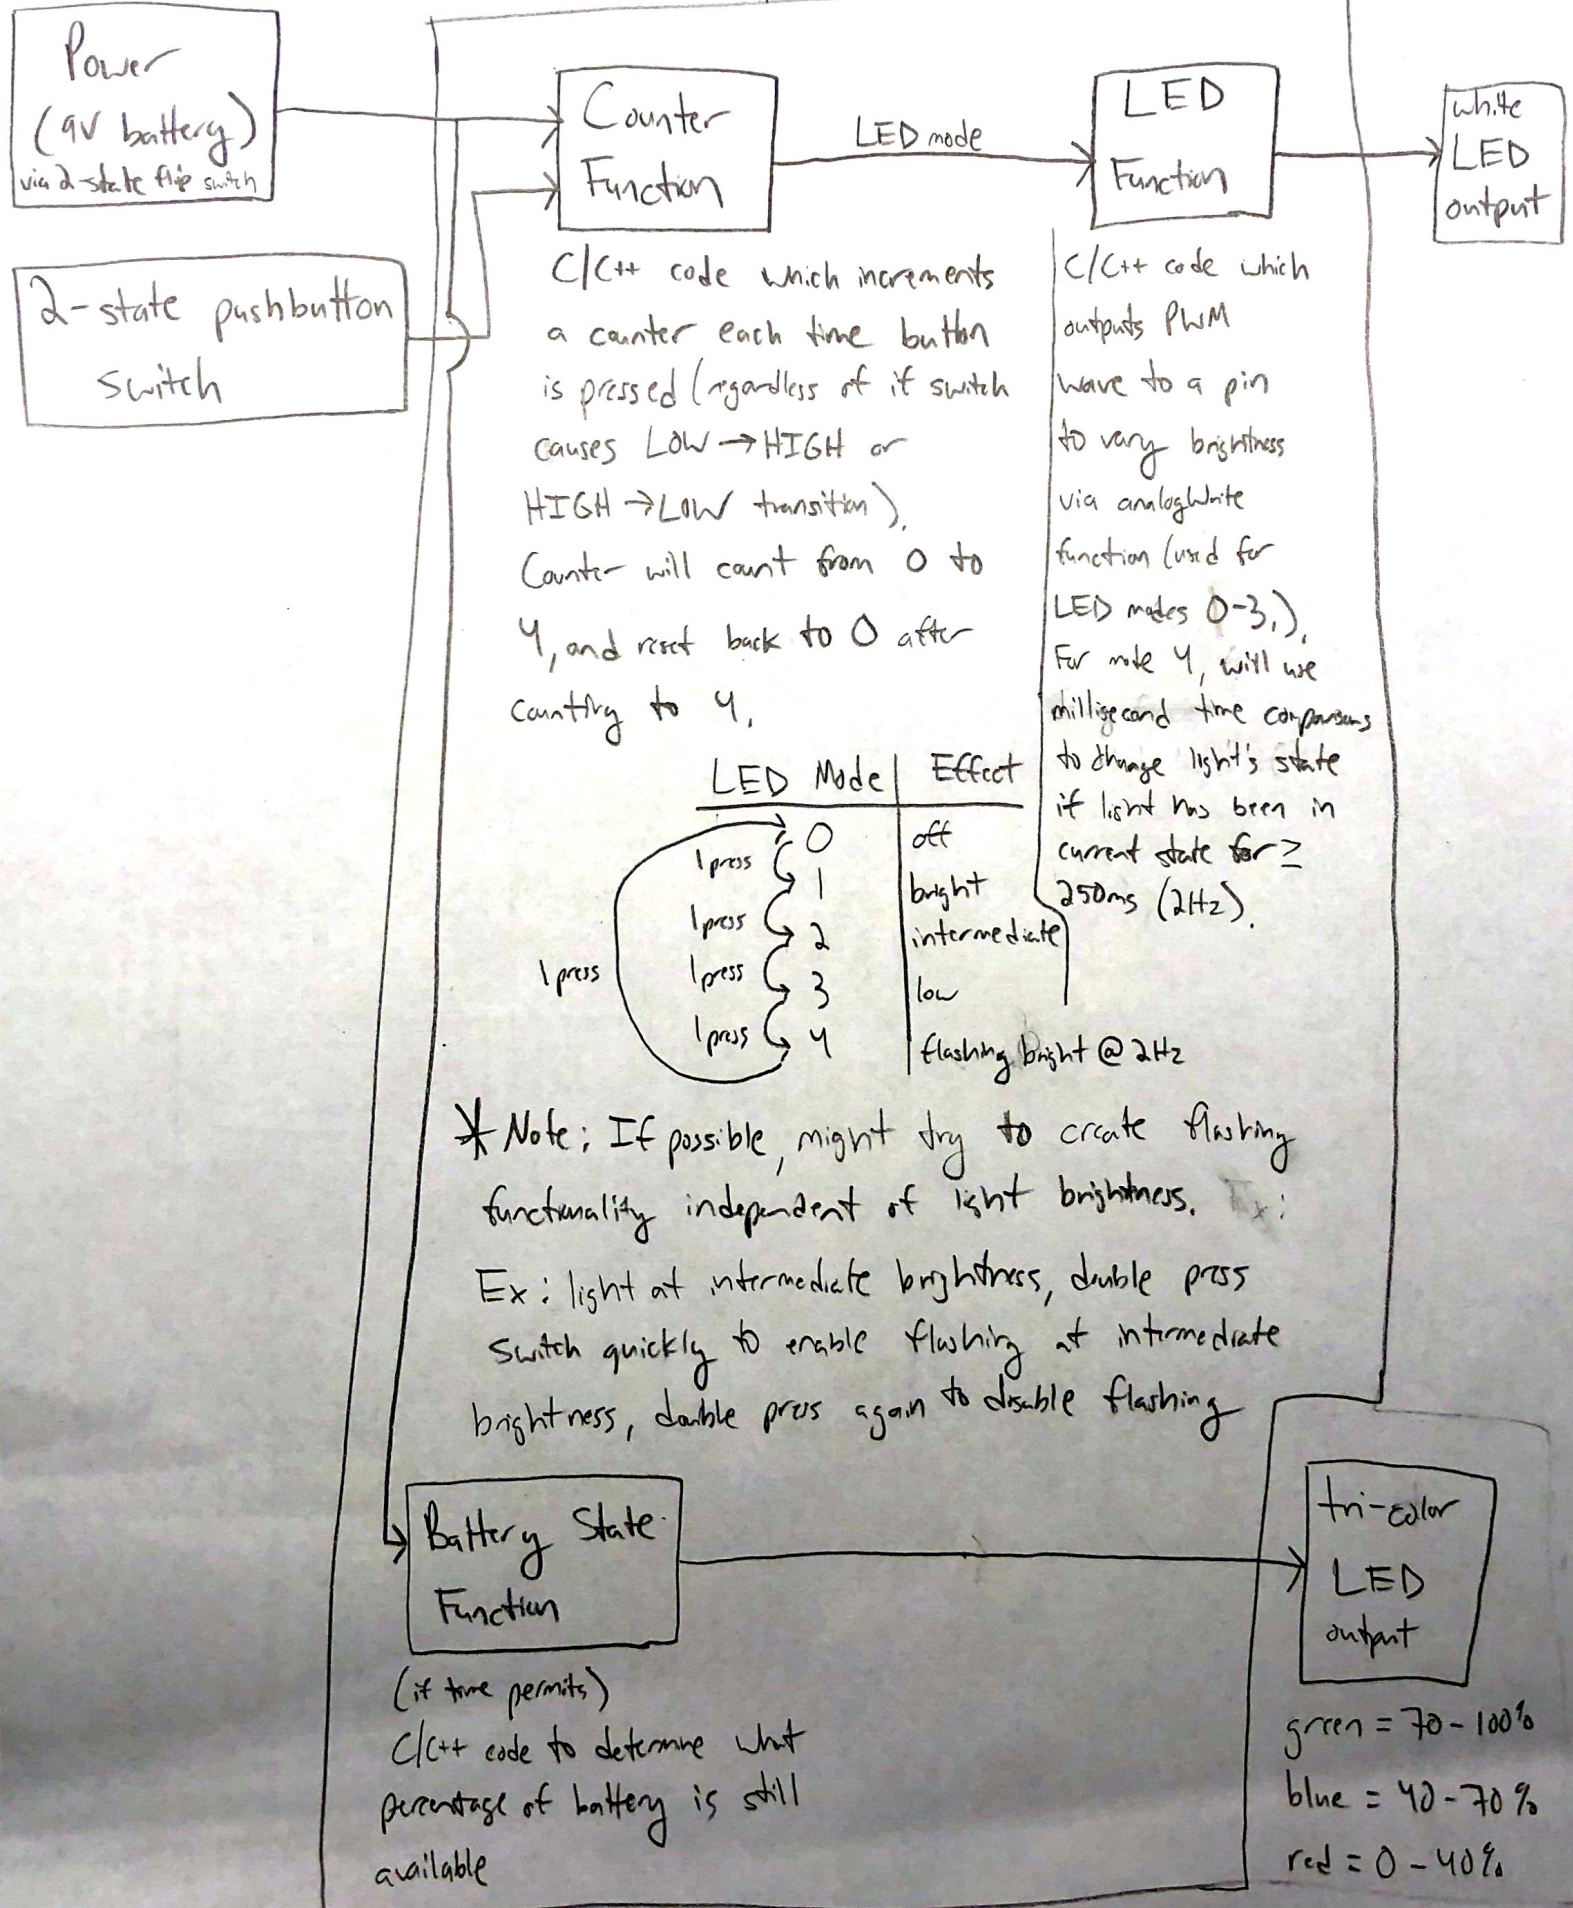 Power
(9V battery)
via 2-state flip switch
2-state pushbutton
switch
Counter
Function
LED mode
LED
Function
white
LED
output
C/C++ code which increments
a counter each time button
is pressed (regardless of if switch
causes LOW → HIGH or
HIGH → LOW transition).
Counter will count from 0 to
4, and reset back to 0 after
counting to 4.
C/C++ code which
outputs PWM
wave to a pin
to vary brightness
via analogWrite
function (used for
LED modes 0-3.).
For mode 4, will use
millisecond time comparisons
to change light's state
if light has been in
current state for ≥
250ms (2Hz).
LED Mode Effect
0 off
1 press
1 bright
1 press
2 intermediate
1 press
1 press
3 low
1 press
4 flashing bright @ 2Hz
* Note: If possible, might try to create flashing
functionality independent of light brightness. Ex:
Ex: light at intermediate brightness, double press
switch quickly to enable flashing at intermediate
brightness, double press again to disable flashing
Battery State
Function
(if time permits)
C/C++ code to determine what
percentage of battery is still
available
tri-color
LED
output
green = 70-100%
blue = 40-70%
red = 0-40%